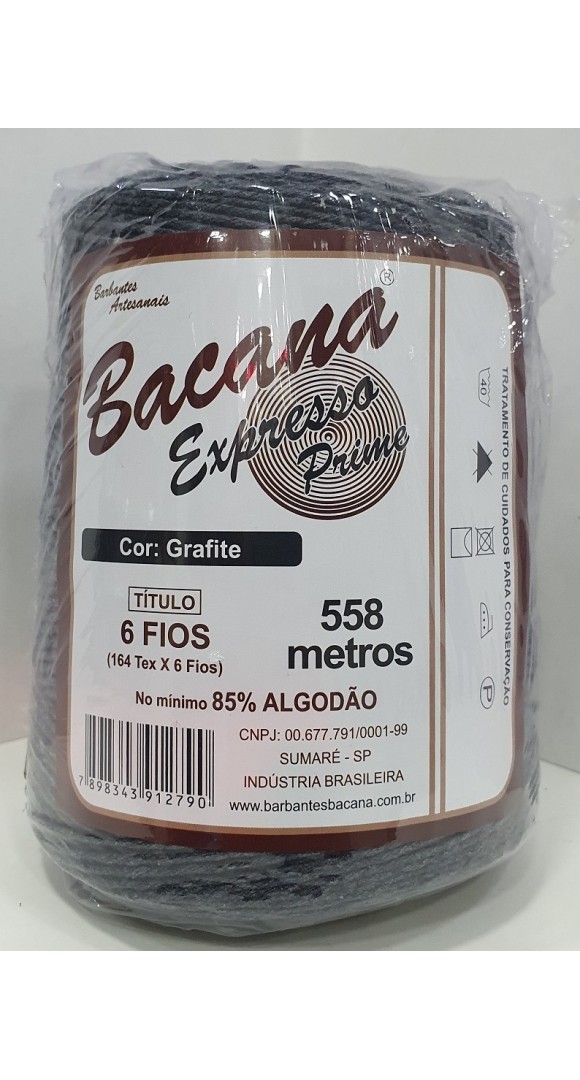 Barbantes
Artesanais
Bacana®
Expresso
Prime
Cor: Grafite
TÍTULO
6 FIOS
(164 Tex X 6 Fios)
558
metros
No mínimo 85% ALGODÃO
CNPJ: 00.677.791/0001-99
SUMARÉ - SP
INDÚSTRIA BRASILEIRA
www.barbantesbacana.com.br
7 898343 912790
TRATAMENTO DE CUIDADOS PARA CONSERVAÇÃO
40
P